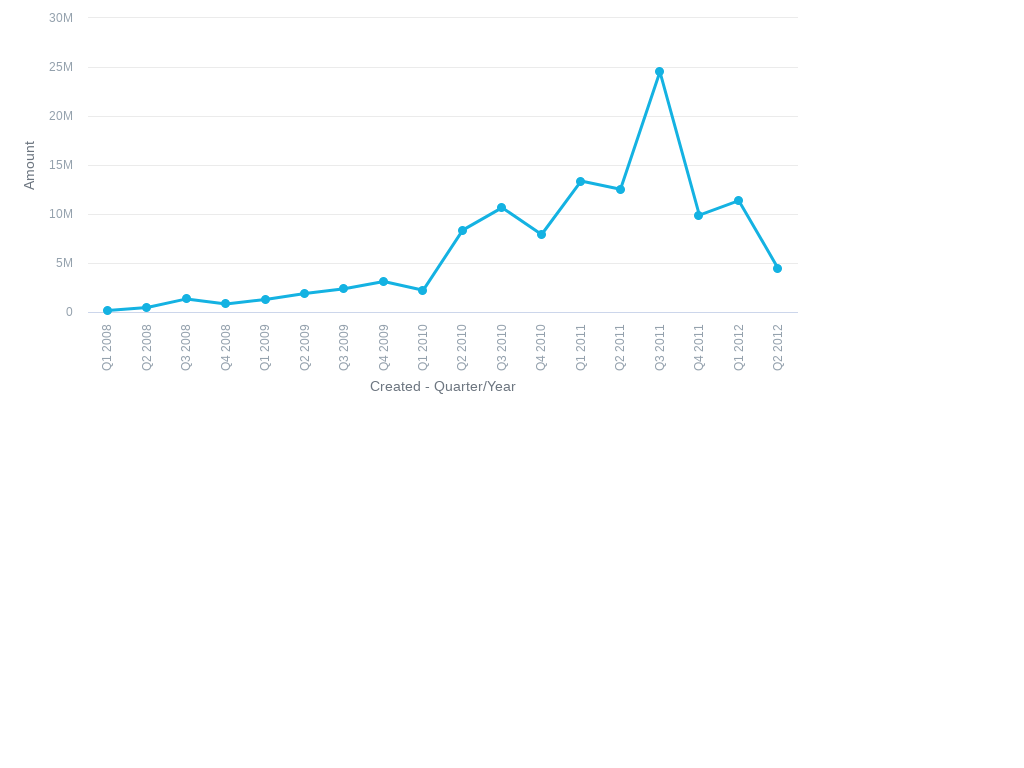 30M
25M
20M
15M
10M
5M
0
Amount
Q1 2008
Q2 2008
Q3 2008
Q4 2008
Q1 2009
Q2 2009
Q3 2009
Q4 2009
Q1 2010
Q2 2010
Q3 2010
Q4 2010
Q1 2011
Q2 2011
Q3 2011
Q4 2011
Q1 2012
Q2 2012
Created - Quarter/Year